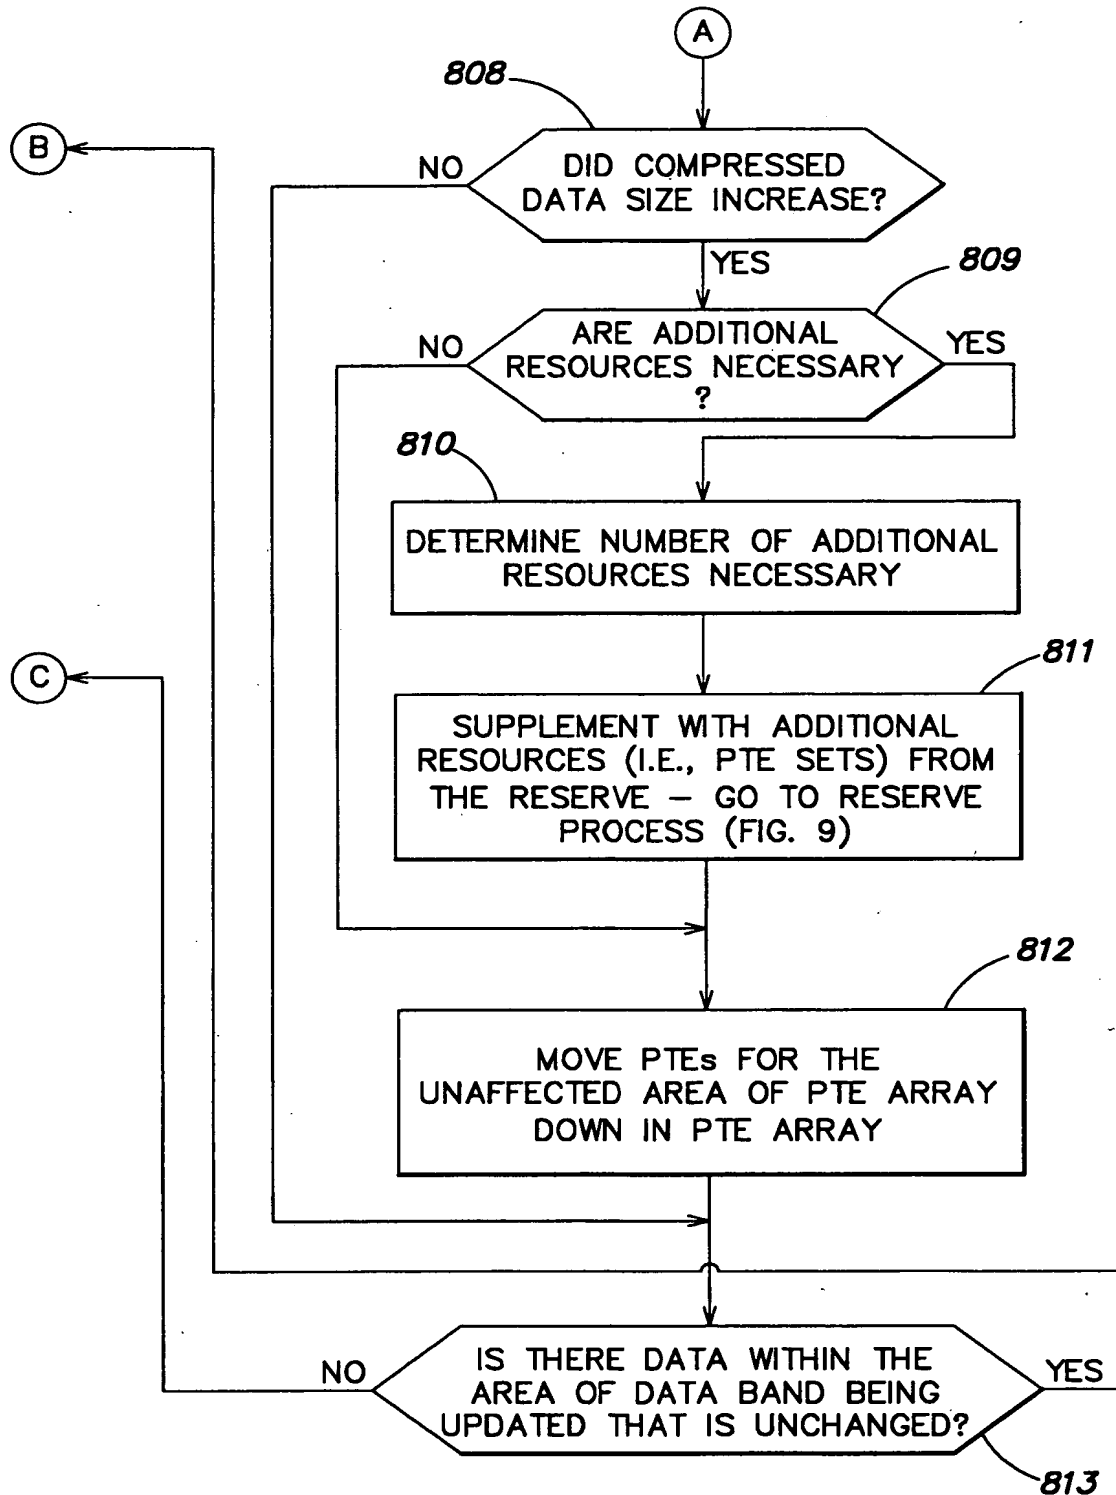 A
808
B
NO
DID COMPRESSED
DATA SIZE INCREASE?
YES
809
NO
ARE ADDITIONAL
RESOURCES NECESSARY
?
YES
810
DETERMINE NUMBER OF ADDITIONAL
RESOURCES NECESSARY
C
811
SUPPLEMENT WITH ADDITIONAL
RESOURCES (I.E., PTE SETS) FROM
THE RESERVE – GO TO RESERVE
PROCESS (FIG. 9)
812
MOVE PTEs FOR THE
UNAFFECTED AREA OF PTE ARRAY
DOWN IN PTE ARRAY
NO
IS THERE DATA WITHIN THE
AREA OF DATA BAND BEING
UPDATED THAT IS UNCHANGED?
YES
813